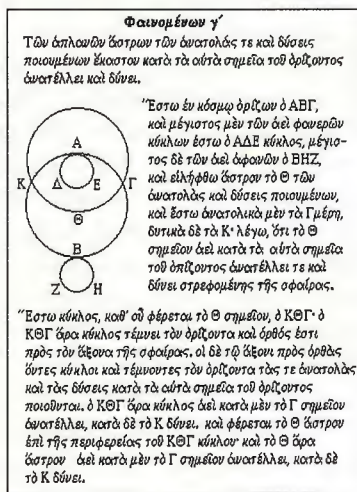 Φαινομένων γ΄
Τῶν ἀπλανῶν ἄστρων τῶν ἀνατολάς τε καὶ δύσεις
ποιουμένων ἕκαστον κατὰ τὰ αὐτὰ σημεῖα τοῦ ὁρίζοντος
ἀνατέλλει καὶ δύνει.
Ἔστω ἐν κόσμῳ ὁρίζων ὁ ΑΒΓ,
καὶ μέγιστος μὲν τῶν ἀεὶ φανερῶν
κύκλων ἔστω ὁ ΑΔΕ κύκλος, μέγισ-
τος δὲ τῶν ἀεὶ ἀφανῶν ὁ ΒΗΖ,
καὶ εἰλήφθω ἄστρον τὸ Θ τῶν
ἀνατολὰς καὶ δύσεις ποιουμένων,
καὶ ἔστω ἀνατολικὰ μὲν τὰ Γ μέρη,
δυτικὰ δὲ τὰ Κ· λέγω, ὅτι τὸ Θ
σημεῖον ἀεὶ κατὰ τὰ αὐτὰ σημεῖα
τοῦ ὁπίζοντος ἀνατέλλει τε καὶ
δύνει στρεφομένης τῆς σφαίρας.
Α
Κ Δ Ε Γ
Θ
Β
Ζ Η
Ἔστω κύκλος, καθ᾽ οὗ φέρεται τὸ Θ σημεῖον, ὁ ΚΘΓ· ὁ
ΚΘΓ ἄρα κύκλος τέμνει τὸν ὁρίζοντα καὶ ὀρθός ἐστι
πρὸς τὸν ἄξονα τῆς σφαίρας. οἱ δὲ τῷ ἄξονι πρὸς ὀρθὰς
ὄντες κύκλοι καὶ τέμνοντες τὸν ὁρίζοντα τάς τε ἀνατολὰς
καὶ τὰς δύσεις κατὰ τὰ αὐτὰ σημεῖα τοῦ ὁρίζοντος
ποιοῦνται. ὁ ΚΘΓ ἄρα κύκλος ἀεὶ κατὰ μὲν τὸ Γ σημεῖον
ἀνατέλλει, κατὰ δὲ τὸ Κ δύνει. καὶ φέρεται τὸ Θ ἄστρον
ἐπὶ τῆς περιφερείας τοῦ ΚΘΓ κύκλου· καὶ τὸ Θ ἄρα
ἄστρον ἀεὶ κατὰ μὲν τὸ Γ σημεῖον ἀνατέλλει, κατὰ δὲ
τὸ Κ δύνει.